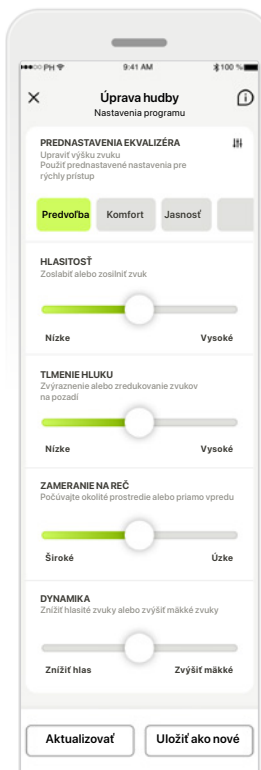 PH 9:41 AM 100 %
Úprava hudby
Nastavenia programu
PREDNASTAVENIA EKVALIZÉRA
Upraviť výšku zvuku
Použiť prednastavené nastavenia pre
rýchly prístup
Predvoľba Komfort Jasnosť
HLASITOSŤ
Zoslabiť alebo zosilniť zvuk
Nízke Vysoké
TLMENIE HLUKU
Zvýraznenie alebo zredukovanie zvukov
na pozadí
Nízke Vysoké
ZAMERANIE NA REČ
Počúvajte okolité prostredie alebo priamo vpredu
Široké Úzke
DYNAMIKA
Znížiť hlasité zvuky alebo zvýšiť mäkké zvuky
Znížiť hlas Zvýšiť mäkké
Aktualizovať Uložiť ako nové